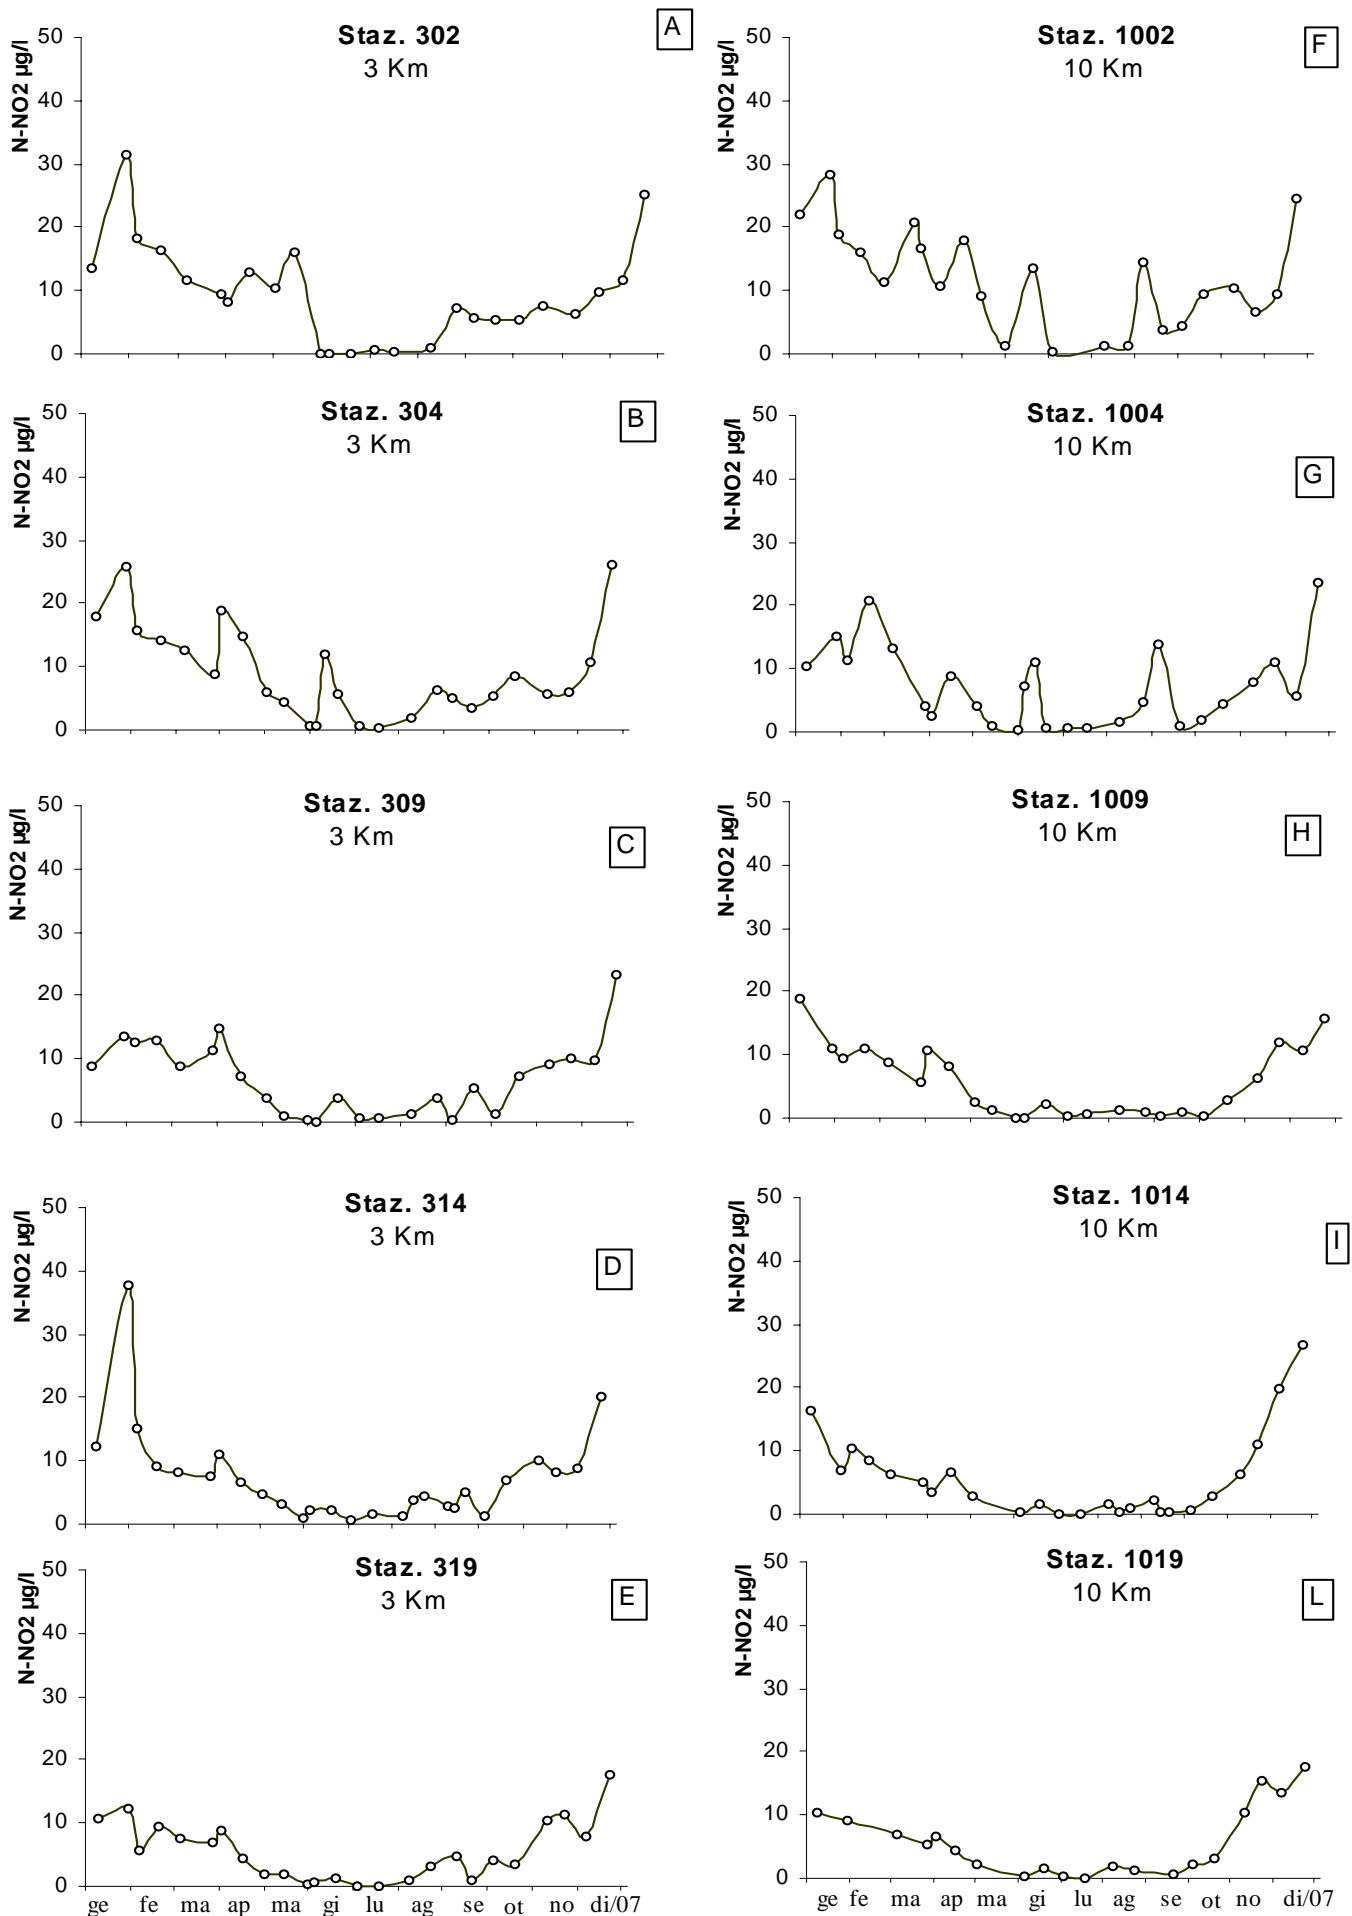 A
Staz. 302
3 Km
N-NO2 µg/l
50
40
30
20
10
0
F
Staz. 1002
10 Km
N-NO2 µg/l
50
40
30
20
10
0
B
Staz. 304
3 Km
N-NO2 µg/l
50
40
30
20
10
0
G
Staz. 1004
10 Km
N-NO2 µg/l
50
40
30
20
10
0
C
Staz. 309
3 Km
N-NO2 µg/l
50
40
30
20
10
0
H
Staz. 1009
10 Km
N-NO2 µg/l
50
40
30
20
10
0
D
Staz. 314
3 Km
N-NO2 µg/l
50
40
30
20
10
0
I
Staz. 1014
10 Km
N-NO2 µg/l
50
40
30
20
10
0
E
Staz. 319
3 Km
N-NO2 µg/l
50
40
30
20
10
0
ge fe ma ap ma gi lu ag se ot no di/07
L
Staz. 1019
10 Km
N-NO2 µg/l
50
40
30
20
10
0
ge fe ma ap ma gi lu ag se ot no di/07